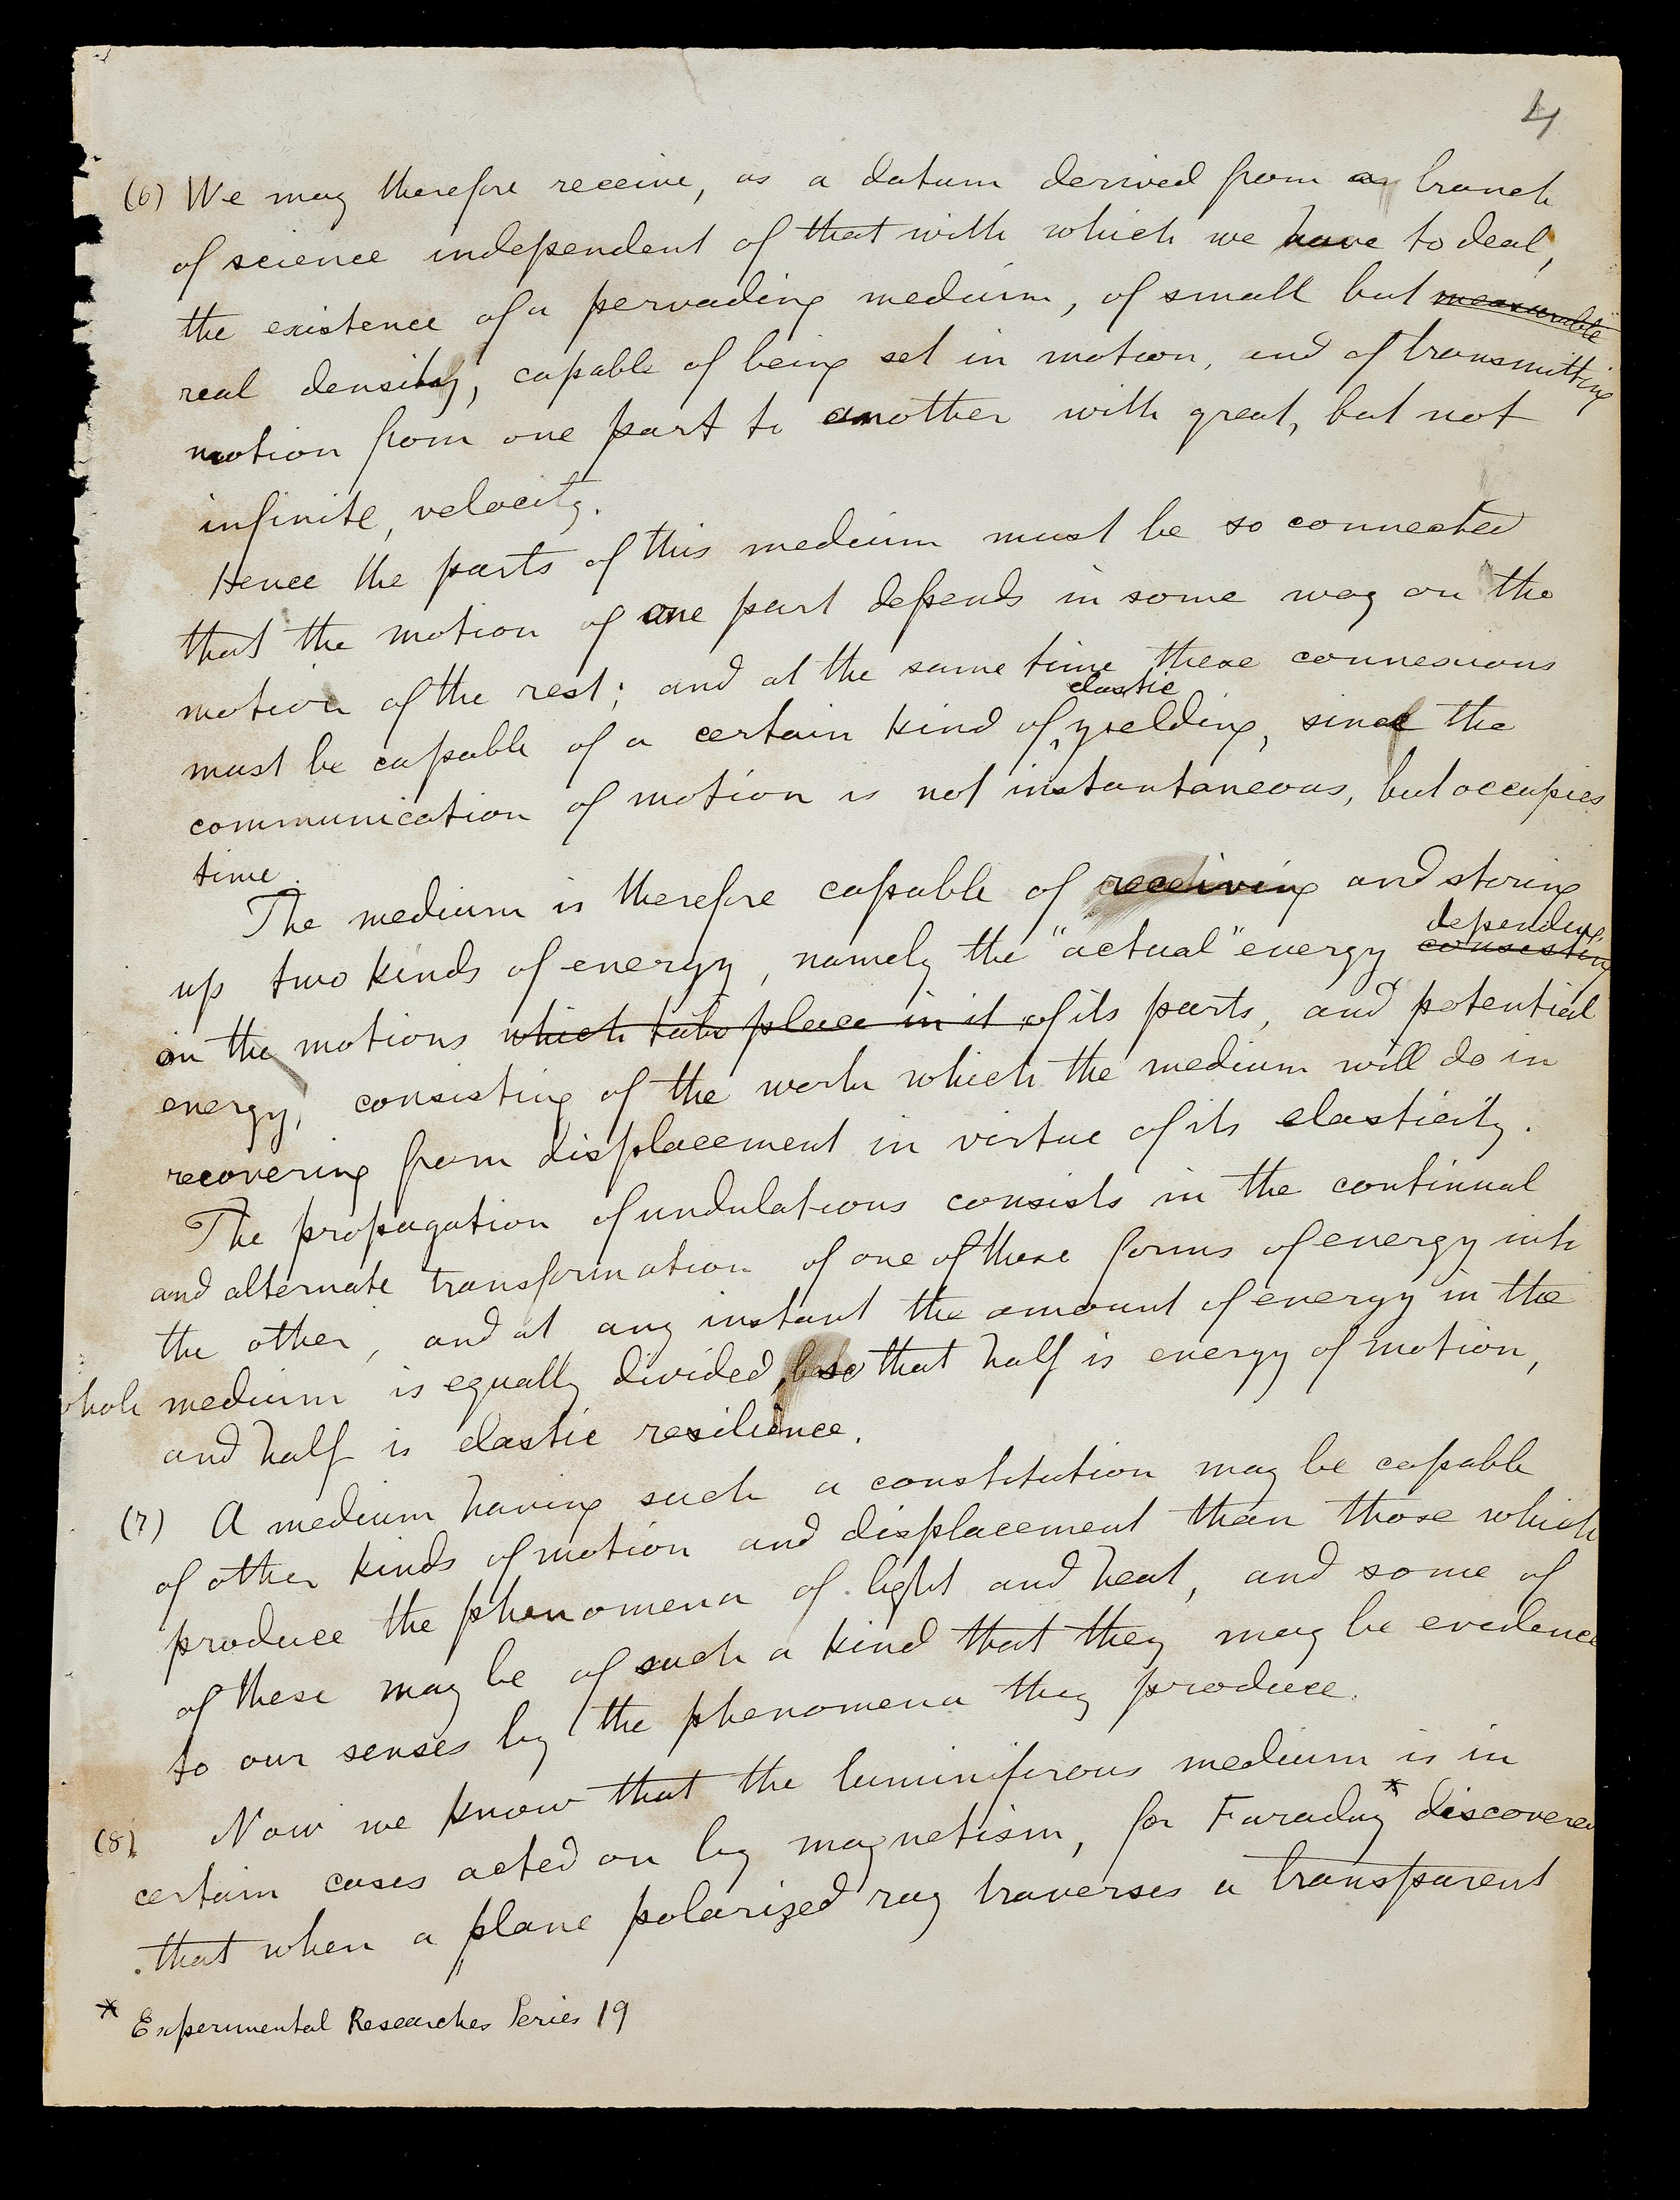 4
(6) We may therefore receive, as a datum derived from a branch
of science independent of that with which we have to deal,
the existence of a pervading medium, of small but measurable
real density, capable of being set in motion, and of transmitting
motion from one part to another with great, but not
infinite, velocity.
Hence the parts of this medium must be so connected
that the motion of one part depends in some way on the
motion of the rest; and at the same time these connexions
elastic
must be capable of a certain kind of yielding, since the
communication of motion is not instantaneous, but occupies
time.
The medium is therefore capable of receiving and storing
depending
up two kinds of energy, namely the "actual" energy consisting
on the motions which take place in it of its parts, and potential
energy, consisting of the work which the medium will do in
recovering from displacement in virtue of its elasticity.
The propagation of undulations consists in the continual
and alternate transformation of one of these forms of energy into
the other, and at any instant the amount of energy in the
whole medium is equally divided, so that half is energy of motion,
and half is elastic resilience.
(7) A medium having such a constitution may be capable
of other kinds of motion and displacement than those which
produce the phenomena of light and heat, and some of
of these may be of such a kind that they may be evidenced
to our senses by the phenomena they produce.
(8) Now we know that the luminiferous medium is in
certain cases acted on by magnetism, for Faraday* discovered
that when a plane polarized ray traverses a transparent
* Experimental Researches Series 19